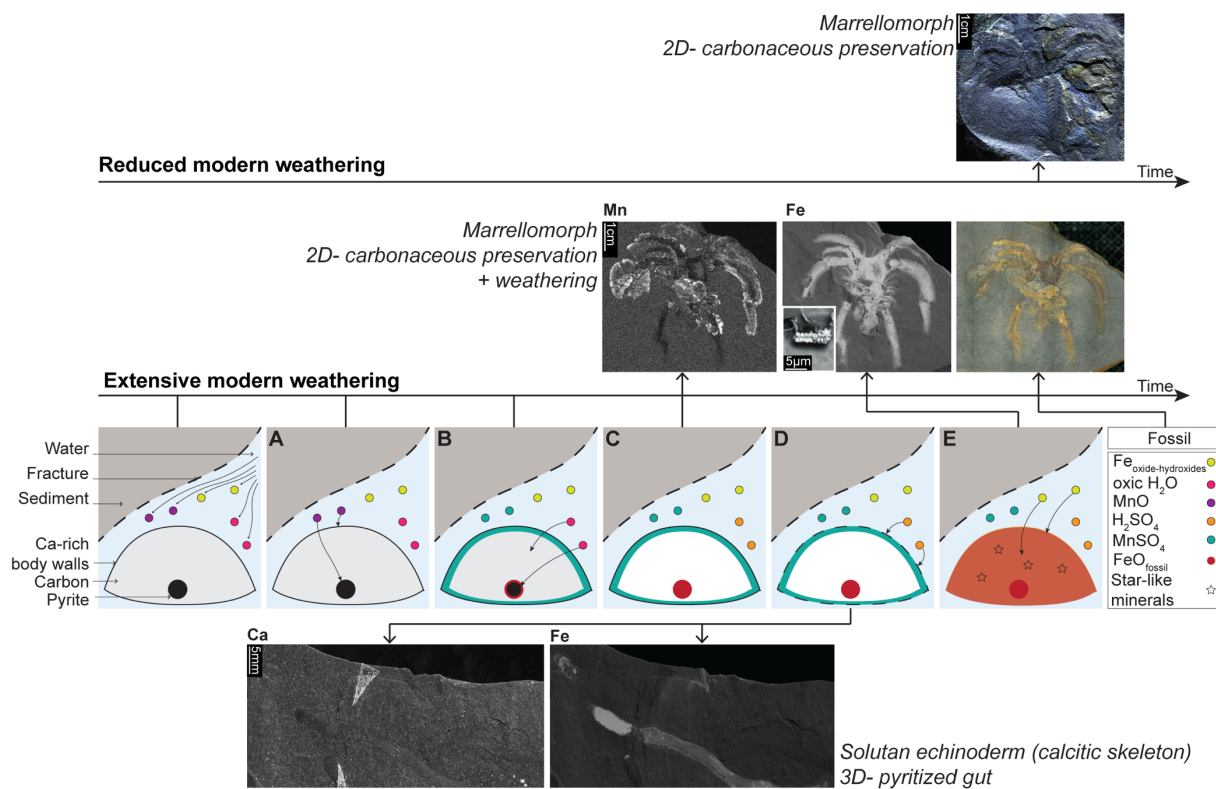 Marrellomorph
2D- carbonaceous preservation
1cm
Reduced modern weathering
Time
Marrellomorph
2D- carbonaceous preservation
+ weathering
Mn
1cm
Fe
5µm
Extensive modern weathering
Time
Water
Fracture
Sediment
Ca-rich
body walls
Carbon
Pyrite
A
B
C
D
E
Fossil
Fe oxide-hydroxides
oxic H2O
MnO
H2SO4
MnSO4
FeO fossil
Star-like
minerals
Ca
5mm
Fe
Solutan echinoderm (calcitic skeleton)
3D- pyritized gut